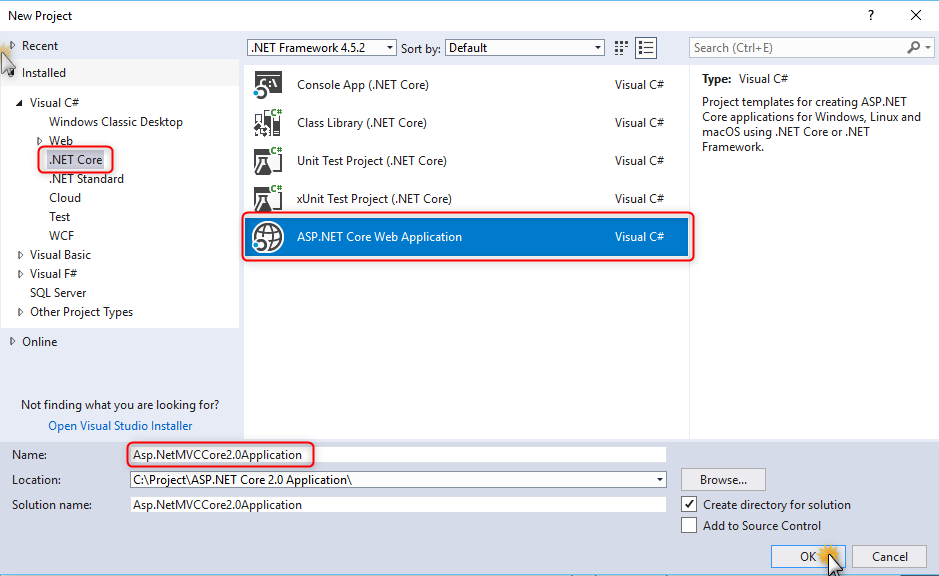 New Project
?
Recent
Installed
Visual C#
Windows Classic Desktop
Web
.NET Core
.NET Standard
Cloud
Test
WCF
Visual Basic
Visual F#
SQL Server
Other Project Types
Online
Not finding what you are looking for?
Open Visual Studio Installer
.NET Framework 4.5.2 Sort by: Default
Search (Ctrl+E)
Console App (.NET Core) Visual C#
Class Library (.NET Core) Visual C#
Unit Test Project (.NET Core) Visual C#
xUnit Test Project (.NET Core) Visual C#
ASP.NET Core Web Application Visual C#
Type: Visual C#
Project templates for creating ASP.NET
Core applications for Windows, Linux and
macOS using .NET Core or .NET
Framework.
Name: Asp.NetMVCCore2.0Application
Location: C:\Project\ASP.NET Core 2.0 Application\
Solution name: Asp.NetMVCCore2.0Application
Browse...
Create directory for solution
Add to Source Control
OK Cancel